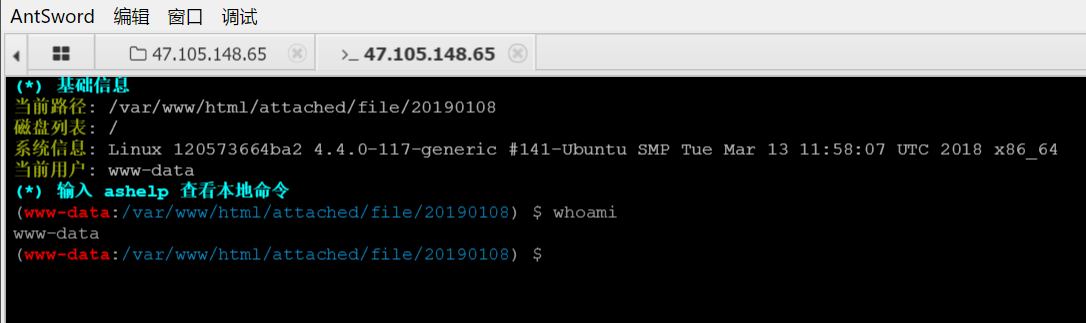 AntSword 编辑 窗口 调试
47.105.148.65 >_ 47.105.148.65
(*) 基础信息
当前路径: /var/www/html/attached/file/20190108
磁盘列表: /
系统信息: Linux 120573664ba2 4.4.0-117-generic #141-Ubuntu SMP Tue Mar 13 11:58:07 UTC 2018 x86_64
当前用户: www-data
(*) 输入 ashelp 查看本地命令
(www-data:/var/www/html/attached/file/20190108) $ whoami
www-data
(www-data:/var/www/html/attached/file/20190108) $